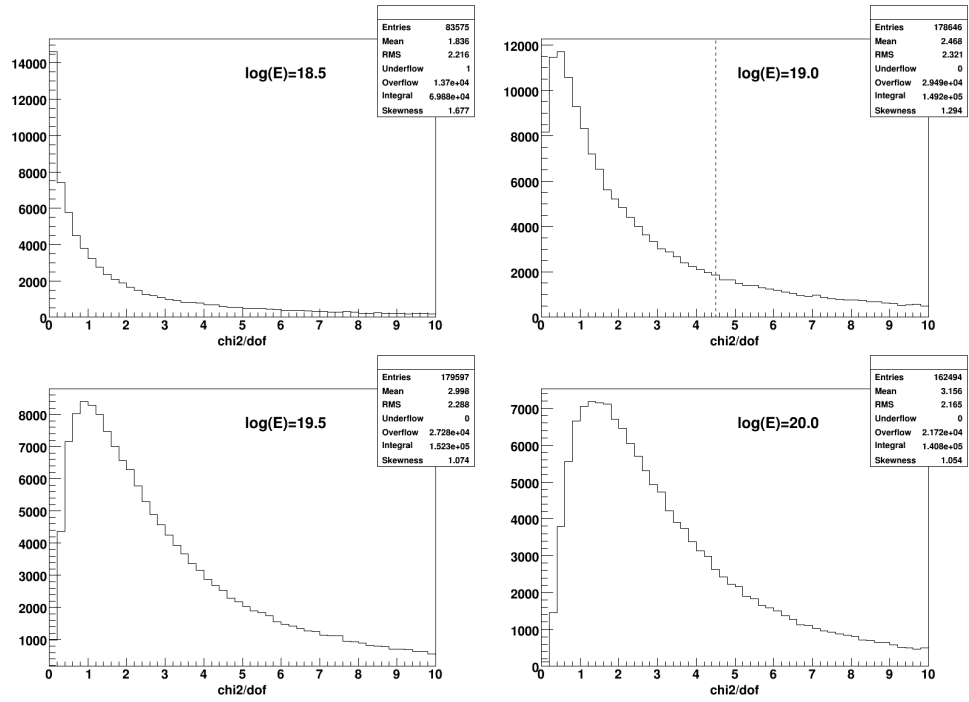 Entries 83575
Mean 1.836
RMS 2.216
Underflow 1
Overflow 1.37e+04
Integral 6.988e+04
Skewness 1.677
log(E)=18.5
14000
12000
10000
8000
6000
4000
2000
0
0 1 2 3 4 5 6 7 8 9 10
chi2/dof
Entries 178646
Mean 2.468
RMS 2.321
Underflow 0
Overflow 2.949e+04
Integral 1.492e+05
Skewness 1.294
log(E)=19.0
12000
10000
8000
6000
4000
2000
0
0 1 2 3 4 5 6 7 8 9 10
chi2/dof
Entries 179597
Mean 2.998
RMS 2.288
Underflow 0
Overflow 2.728e+04
Integral 1.523e+05
Skewness 1.074
log(E)=19.5
8000
7000
6000
5000
4000
3000
2000
1000
0 1 2 3 4 5 6 7 8 9 10
chi2/dof
Entries 162494
Mean 3.156
RMS 2.165
Underflow 0
Overflow 2.172e+04
Integral 1.408e+05
Skewness 1.054
log(E)=20.0
7000
6000
5000
4000
3000
2000
1000
0
0 1 2 3 4 5 6 7 8 9 10
chi2/dof